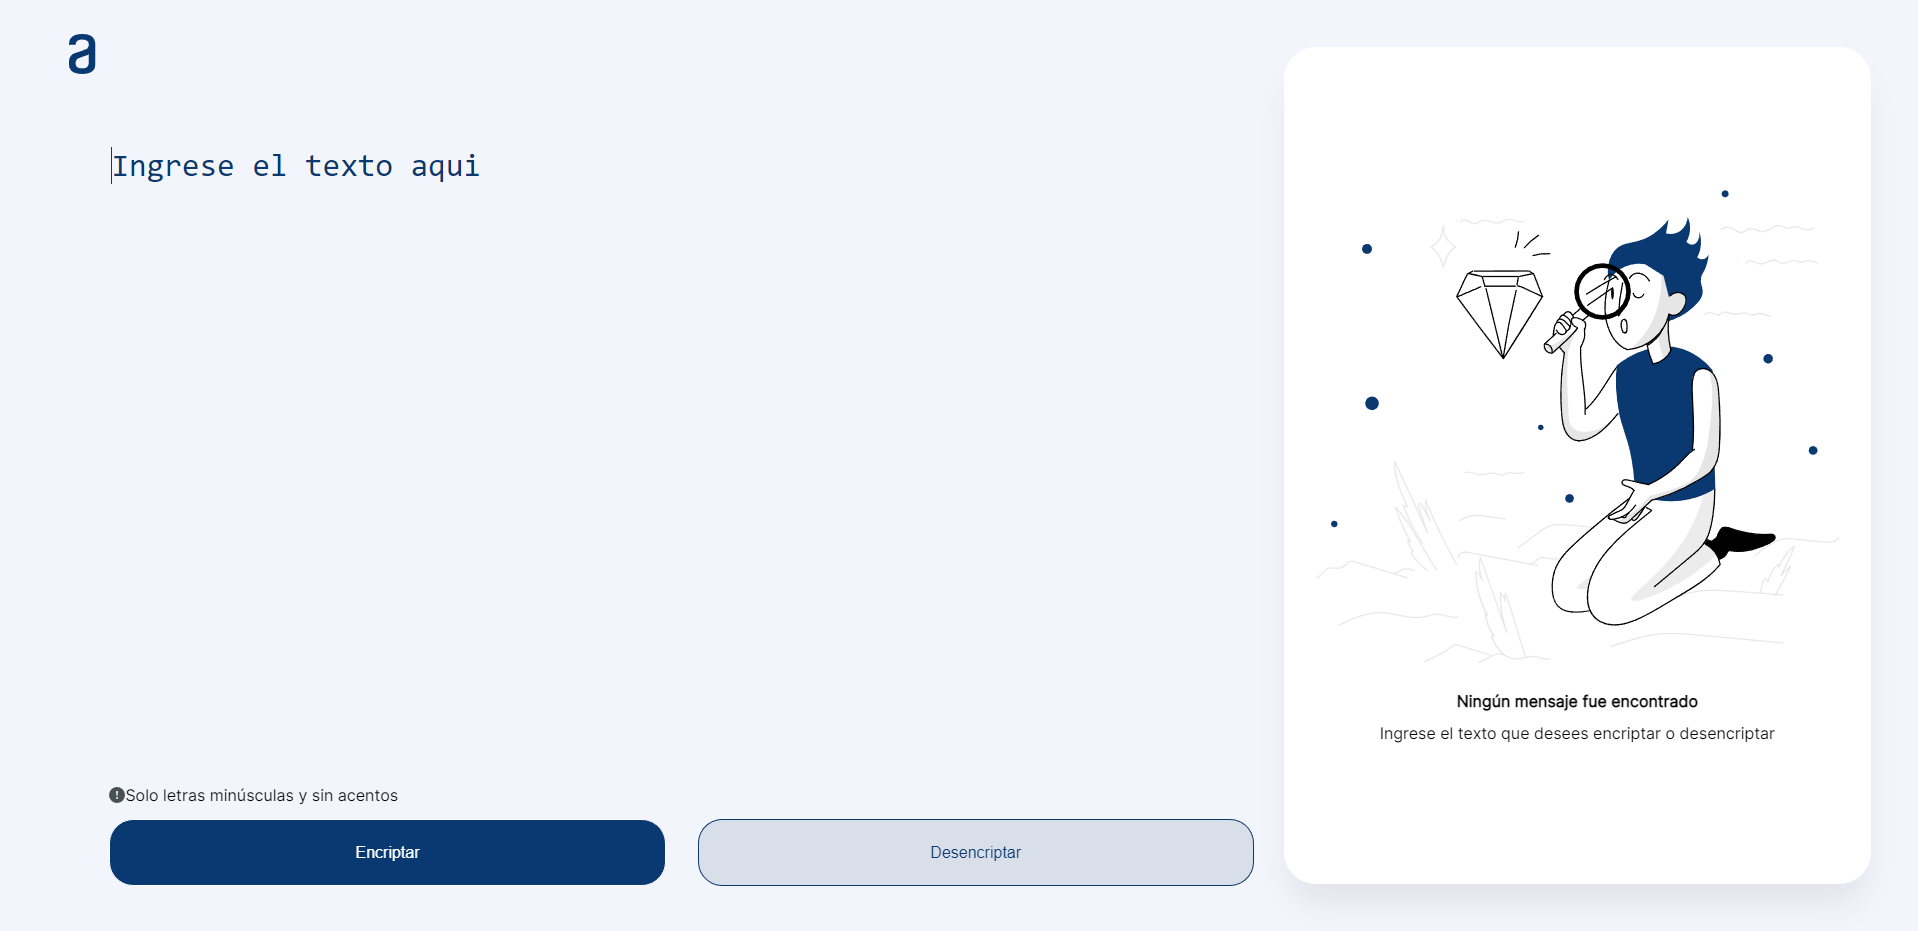 a
Ingrese el texto aqui
Solo letras minúsculas y sin acentos
Encriptar
Desencriptar
Ningún mensaje fue encontrado
Ingrese el texto que desees encriptar o desencriptar